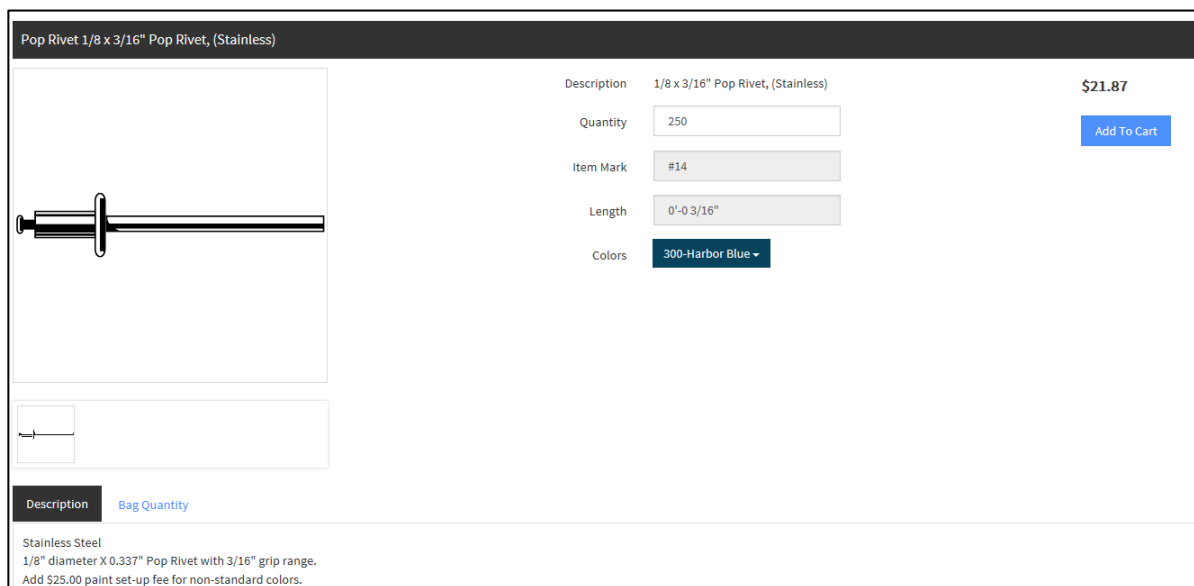 Pop Rivet 1/8 x 3/16" Pop Rivet, (Stainless)
Description 1/8 x 3/16" Pop Rivet, (Stainless)
$21.87
Quantity 250
Add To Cart
Item Mark #14
Length 0'-0 3/16"
Colors 300-Harbor Blue
Description Bag Quantity
Stainless Steel
1/8" diameter X 0.337" Pop Rivet with 3/16" grip range.
Add $25.00 paint set-up fee for non-standard colors.